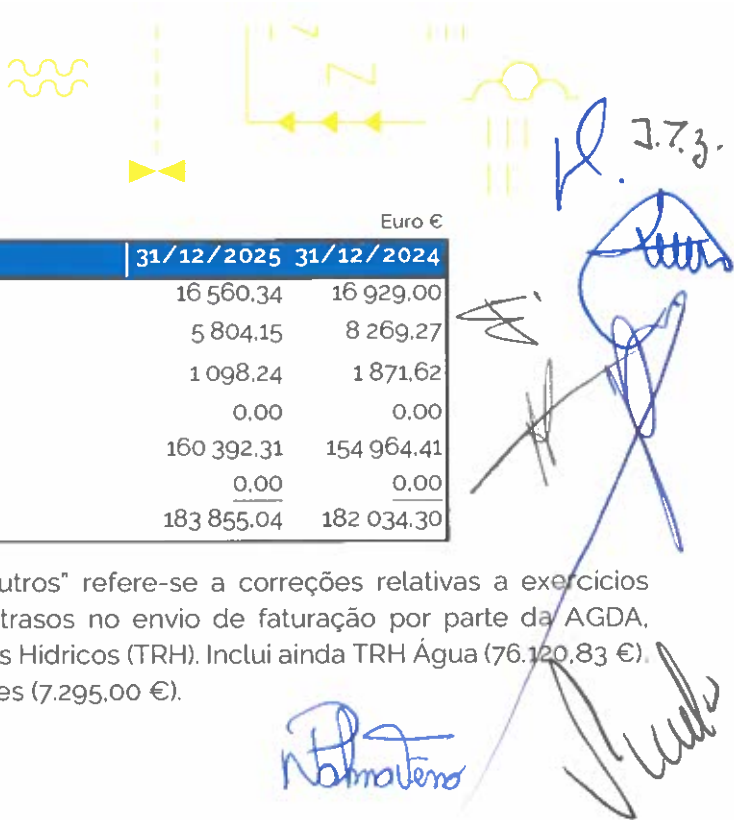 J.T.z.
Euro €
31/12/2025 31/12/2024
16 560,34 16 929,00
5 804,15 8 269,27
1 098,24 1 871,62
0,00 0,00
160 392,31 154 964,41
0,00 0,00
183 855,04 182 034,30
utros" refere-se a correções relativas a exercícios
trasos no envio de faturação por parte da AGDA,
s Hidricos (TRH). Inclui ainda TRH Água (76.120,83 €),
es (7.295,00 €).